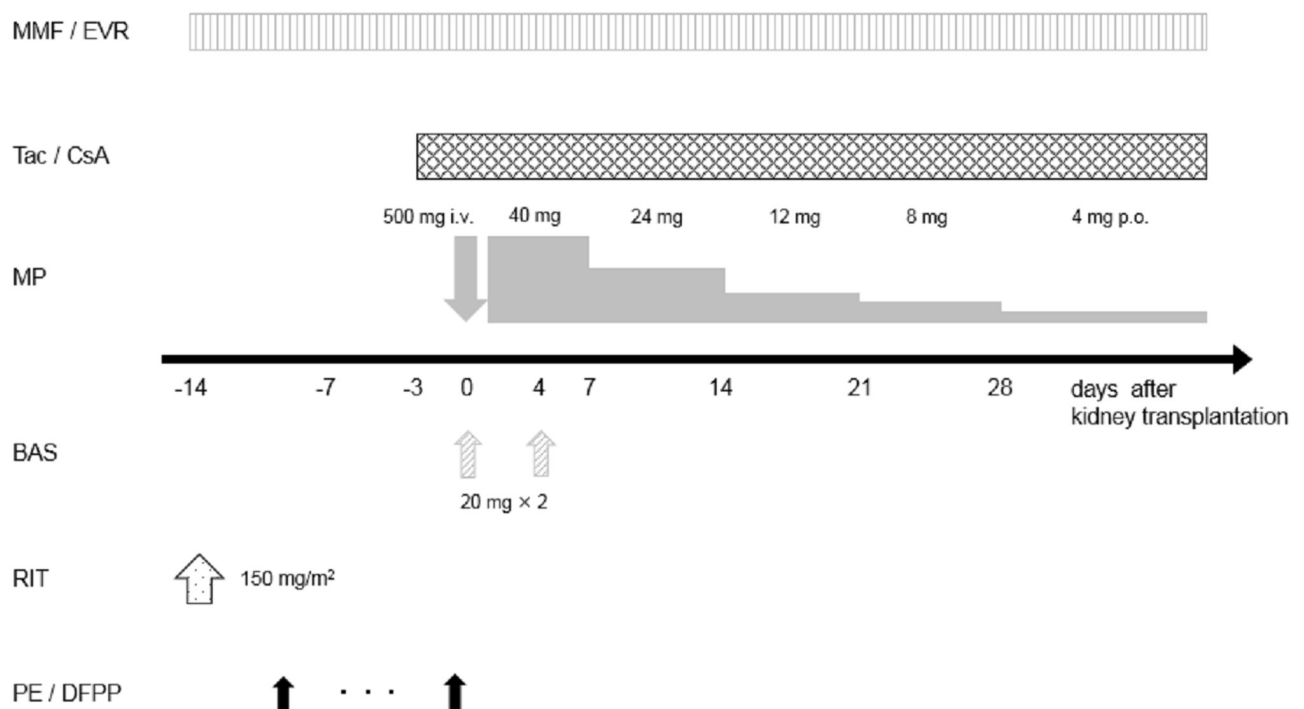 MMF / EVR
Tac / CsA
500 mg i.v. 40 mg 24 mg 12 mg 8 mg 4 mg p.o.
MP
-14 -7 -3 0 4 7 14 21 28 days after
kidney transplantation
BAS
20 mg × 2
RIT 150 mg/m²
PE / DFPP · · ·